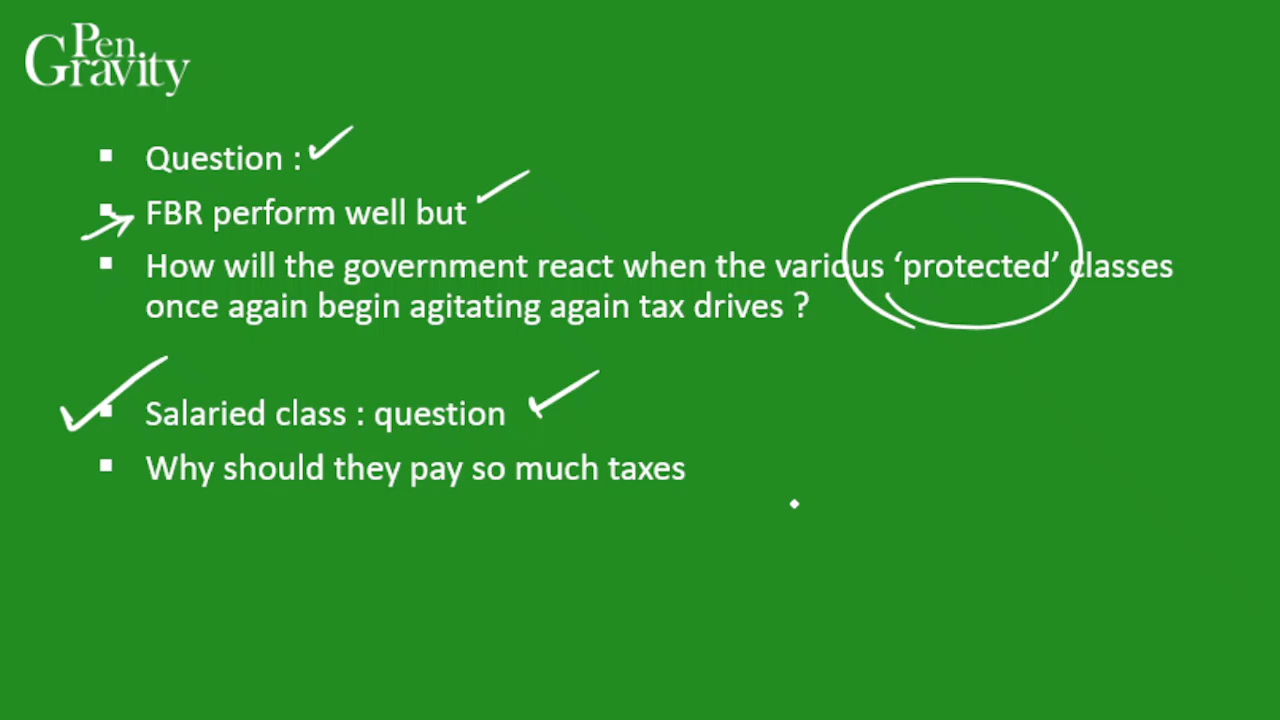 Pen
Gravity
Question :
FBR perform well but
How will the government react when the various ‘protected’ classes
once again begin agitating again tax drives ?
Salaried class : question
Why should they pay so much taxes